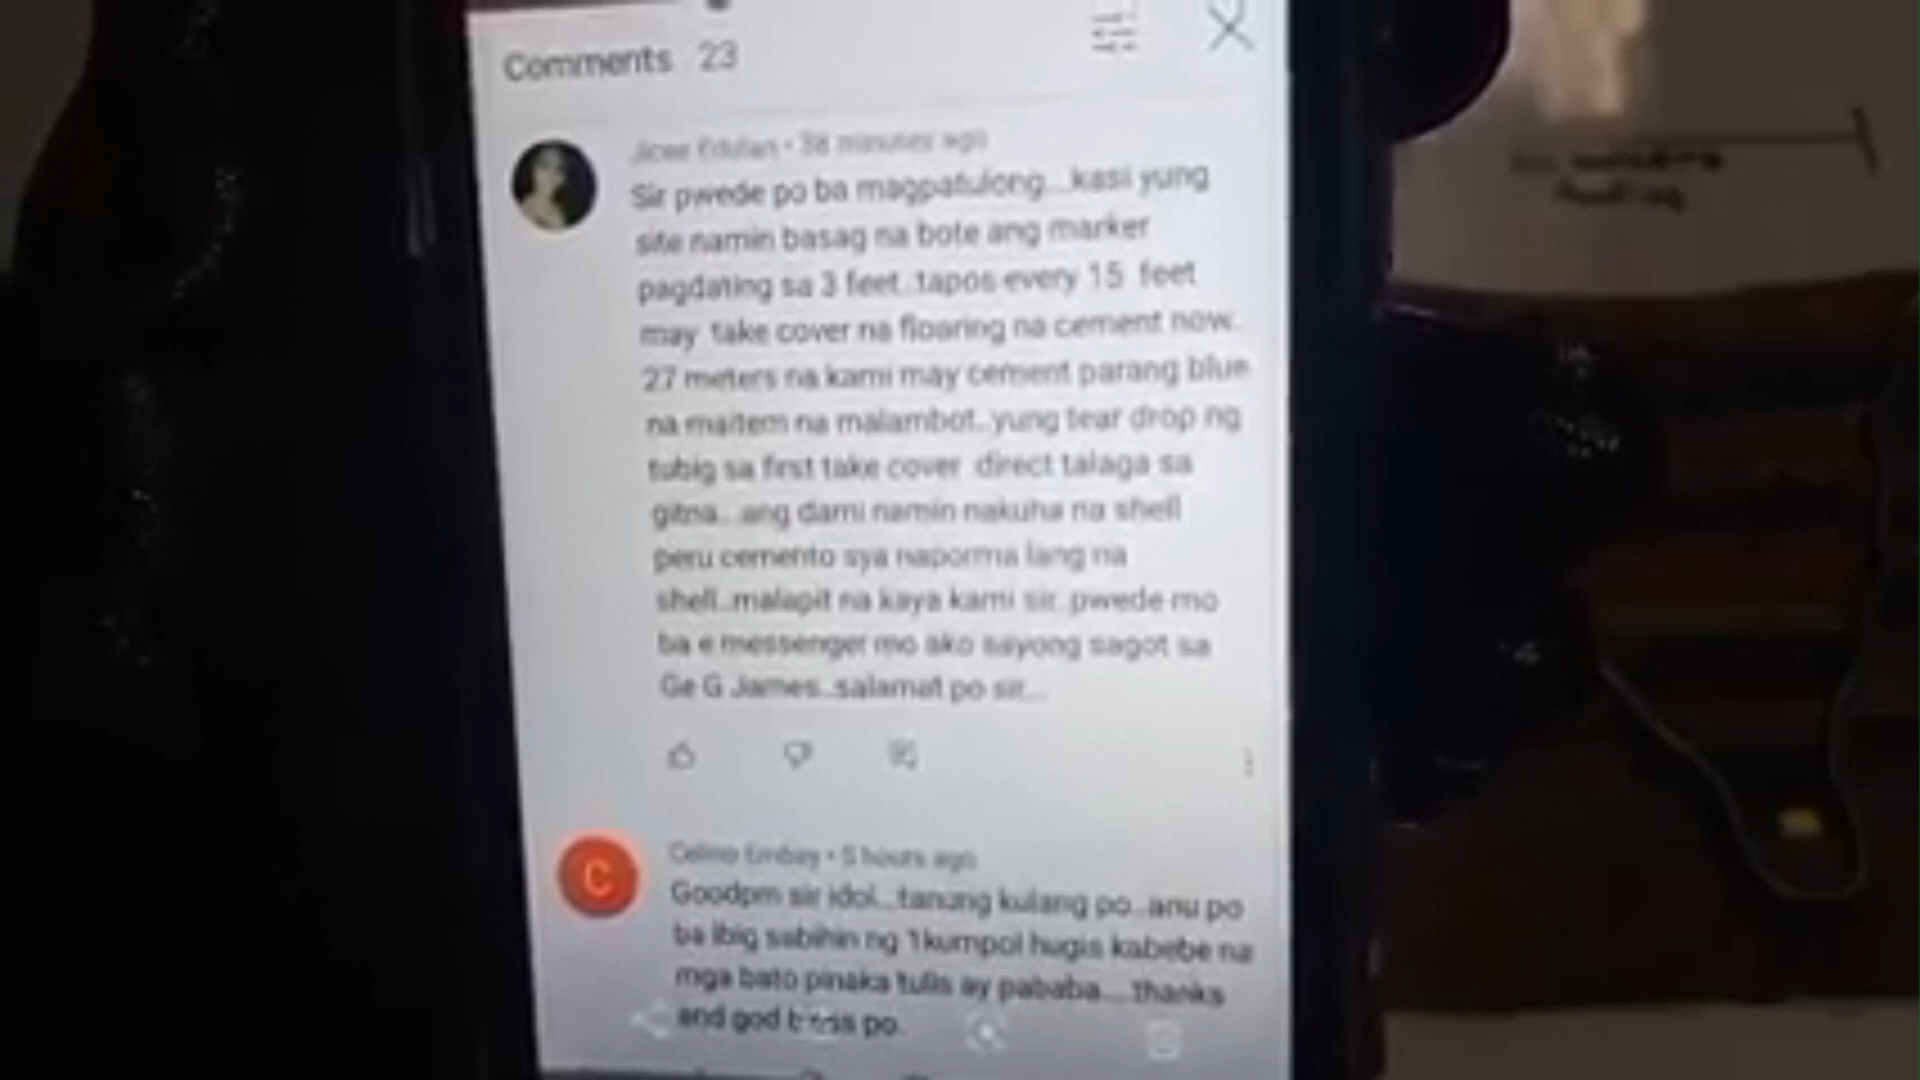 Comments 23
38 minutes ago
Sir pwede po ba magpatulong...kasi yung
site namin basag na bote ang marker
pagdating sa 3 feet..tapos every 15 feet
may take cover na floaring na cement now.
27 meters na kami may cement parang blue
na maitem na malambot..yung tear drop ng
tubig sa first take cover direct talaga sa
gitna...ang dami namin nakuha na shell
peru cemento sya naporma lang na
shell..malapit na kaya kami sir. pwede mo
ba e messenger mo ako sayong sagot sa
Ge G James..salamat po sir...
C
5 hours ago
Goodpm sir idol...tanung kulang po..anu po
ba ibig sabihin ng 1kumpol hugis kabebe na
mga bato pinaka tulis ay pababa....thanks
and god bless po.